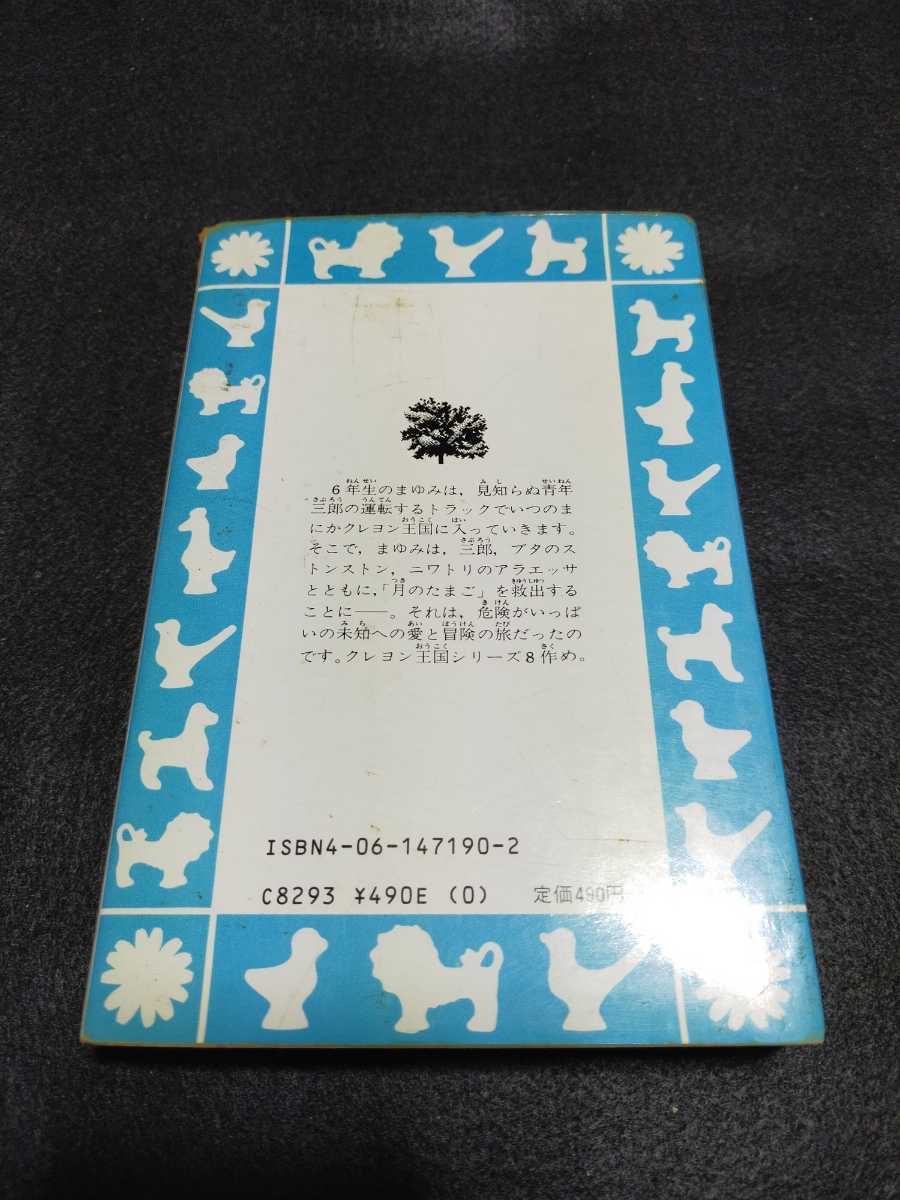 6年生のまゆみは，見知らぬ青年
三郎の運転するトラックでいつのま
にかクレヨン王国に入っていきます。
そこで，まゆみは，三郎，ブタのス
トンストン，ニワトリのアラエッサ
とともに，「月のたまご」を救出する
ことに——。それは，危険がいっぱ
いの未知への愛と冒険の旅だったの
です。クレヨン王国シリーズ8作め。
ISBN4-06-147190-2
C8293 ¥490E (0) 定価490円